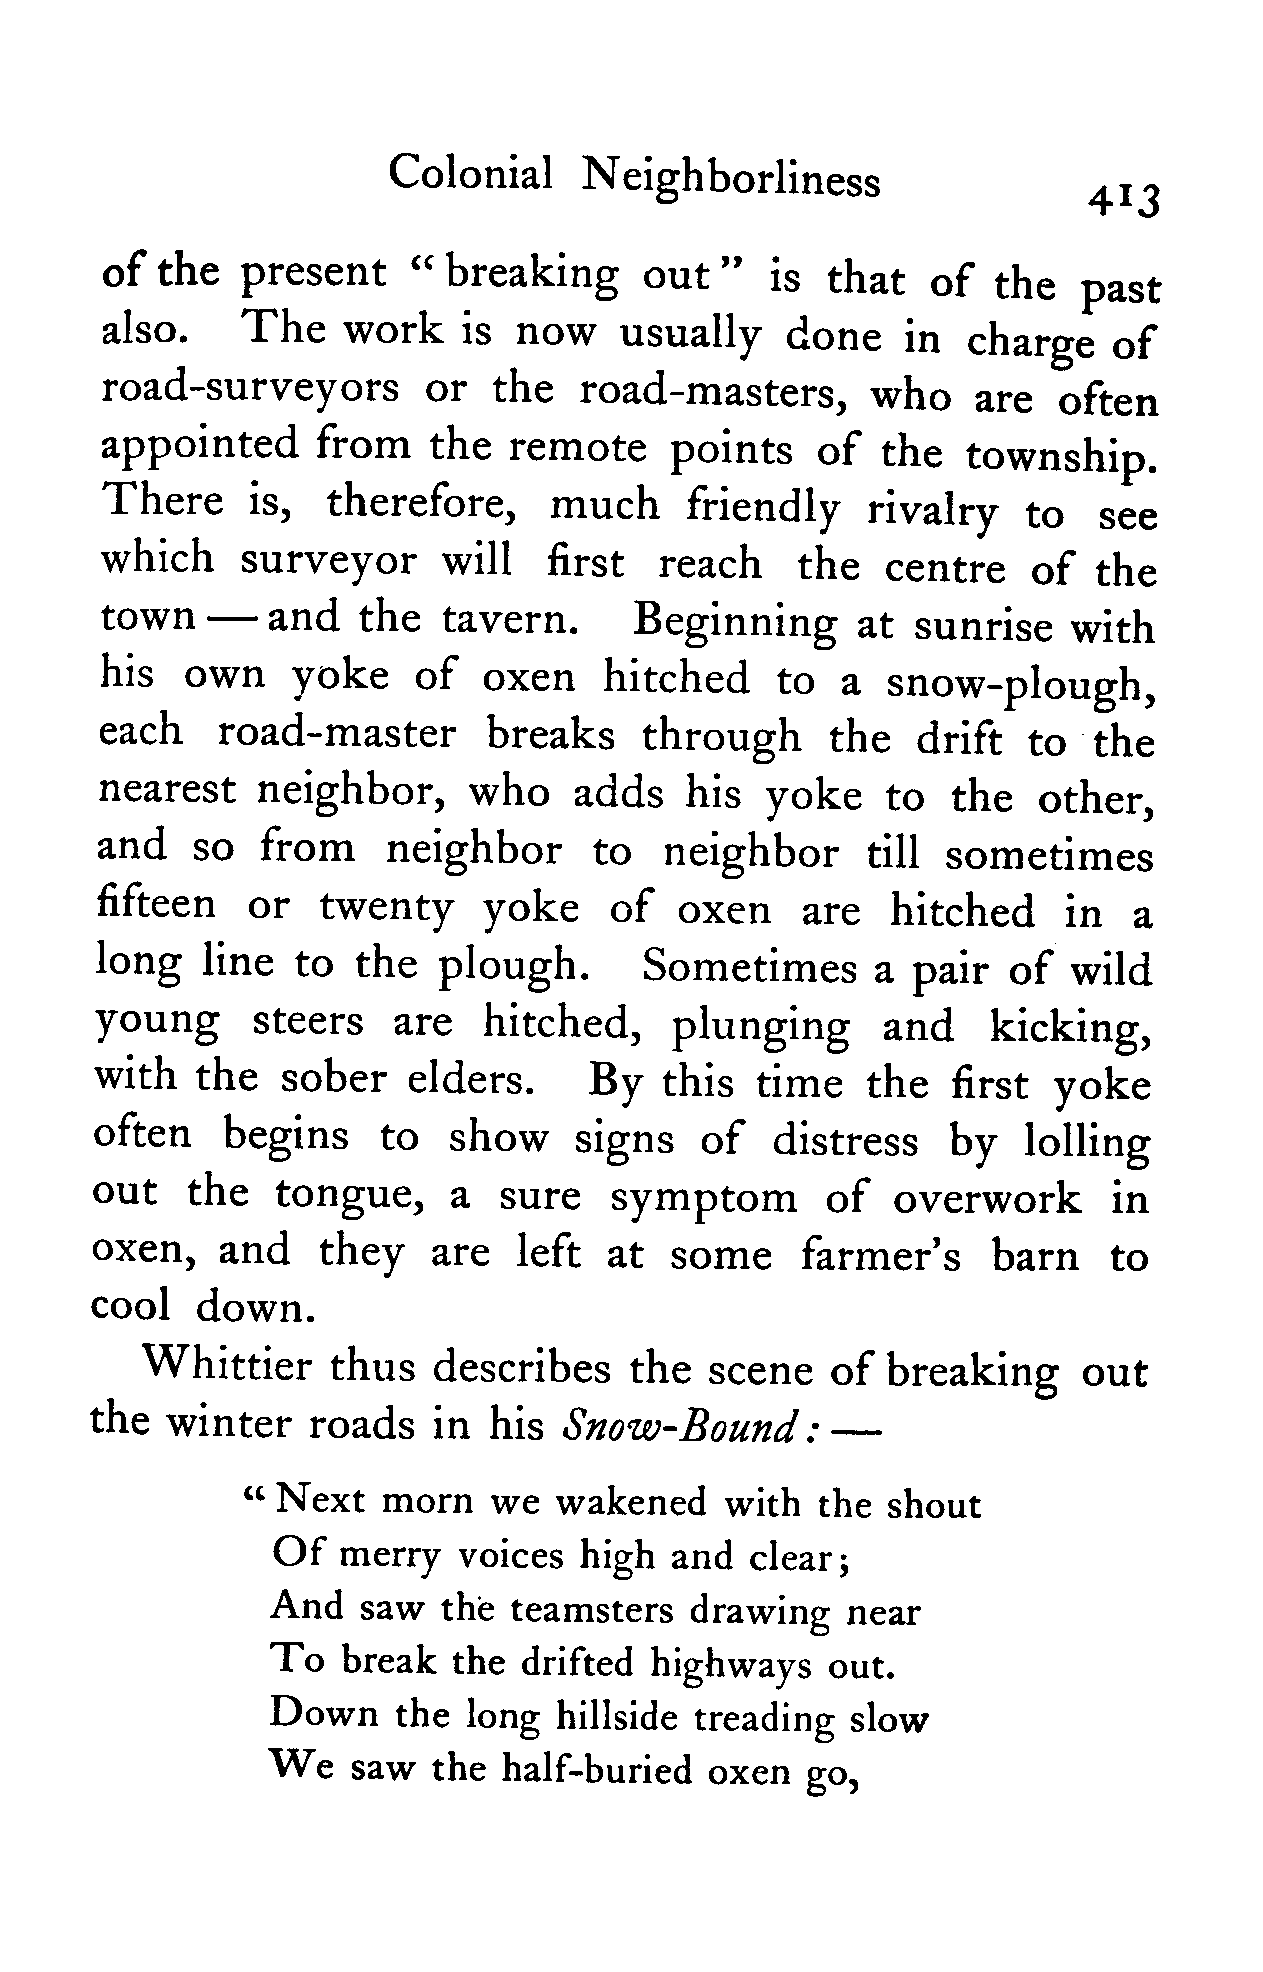 Colonial Neighborliness 413
of the present “ breaking out ” is that of the past
also. The work is now usually done in charge of
road-surveyors or the road-masters, who are often
appointed from the remote points of the township.
There is, therefore, much friendly rivalry to see
which surveyor will first reach the centre of the
town — and the tavern. Beginning at sunrise with
his own yoke of oxen hitched to a snow-plough,
each road-master breaks through the drift to the
nearest neighbor, who adds his yoke to the other,
and so from neighbor to neighbor till sometimes
fifteen or twenty yoke of oxen are hitched in a
long line to the plough. Sometimes a pair of wild
young steers are hitched, plunging and kicking,
with the sober elders. By this time the first yoke
often begins to show signs of distress by lolling
out the tongue, a sure symptom of overwork in
oxen, and they are left at some farmer’s barn to
cool down.
Whittier thus describes the scene of breaking out
the winter roads in his Snow-Bound : —
“ Next morn we wakened with the shout
Of merry voices high and clear ;
And saw the teamsters drawing near
To break the drifted highways out.
Down the long hillside treading slow
We saw the half-buried oxen go,